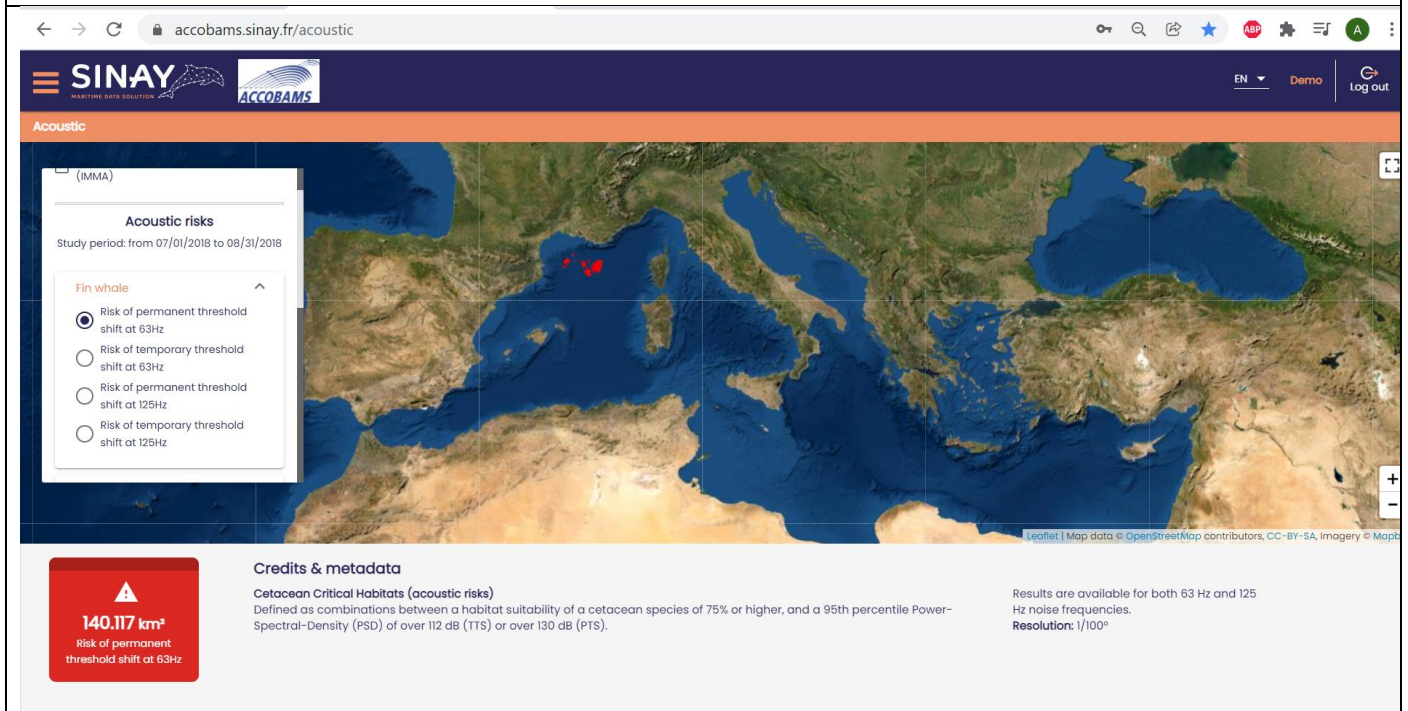 accobams.sinay.fr/acoustic
ABP
A
SINAY
MARITIME DATA SOLUTION
ACCOBAMS
EN
Demo
Log out
Acoustic
(IMMA)
Acoustic risks
Study period: from 07/01/2018 to 08/31/2018
Fin whale
Risk of permanent threshold
shift at 63Hz
Risk of temporary threshold
shift at 63Hz
Risk of permanent threshold
shift at 125Hz
Risk of temporary threshold
shift at 125Hz
+
−
Leaflet | Map data © OpenStreetMap contributors, CC-BY-SA, Imagery © Mapb
140.117 km²
Risk of permanent
threshold shift at 63Hz
Credits & metadata
Cetacean Critical Habitats (acoustic risks)
Defined as combinations between a habitat suitability of a cetacean species of 75% or higher, and a 95th percentile Power-
Spectral-Density (PSD) of over 112 dB (TTS) or over 130 dB (PTS).
Results are available for both 63 Hz and 125
Hz noise frequencies.
Resolution: 1/100°